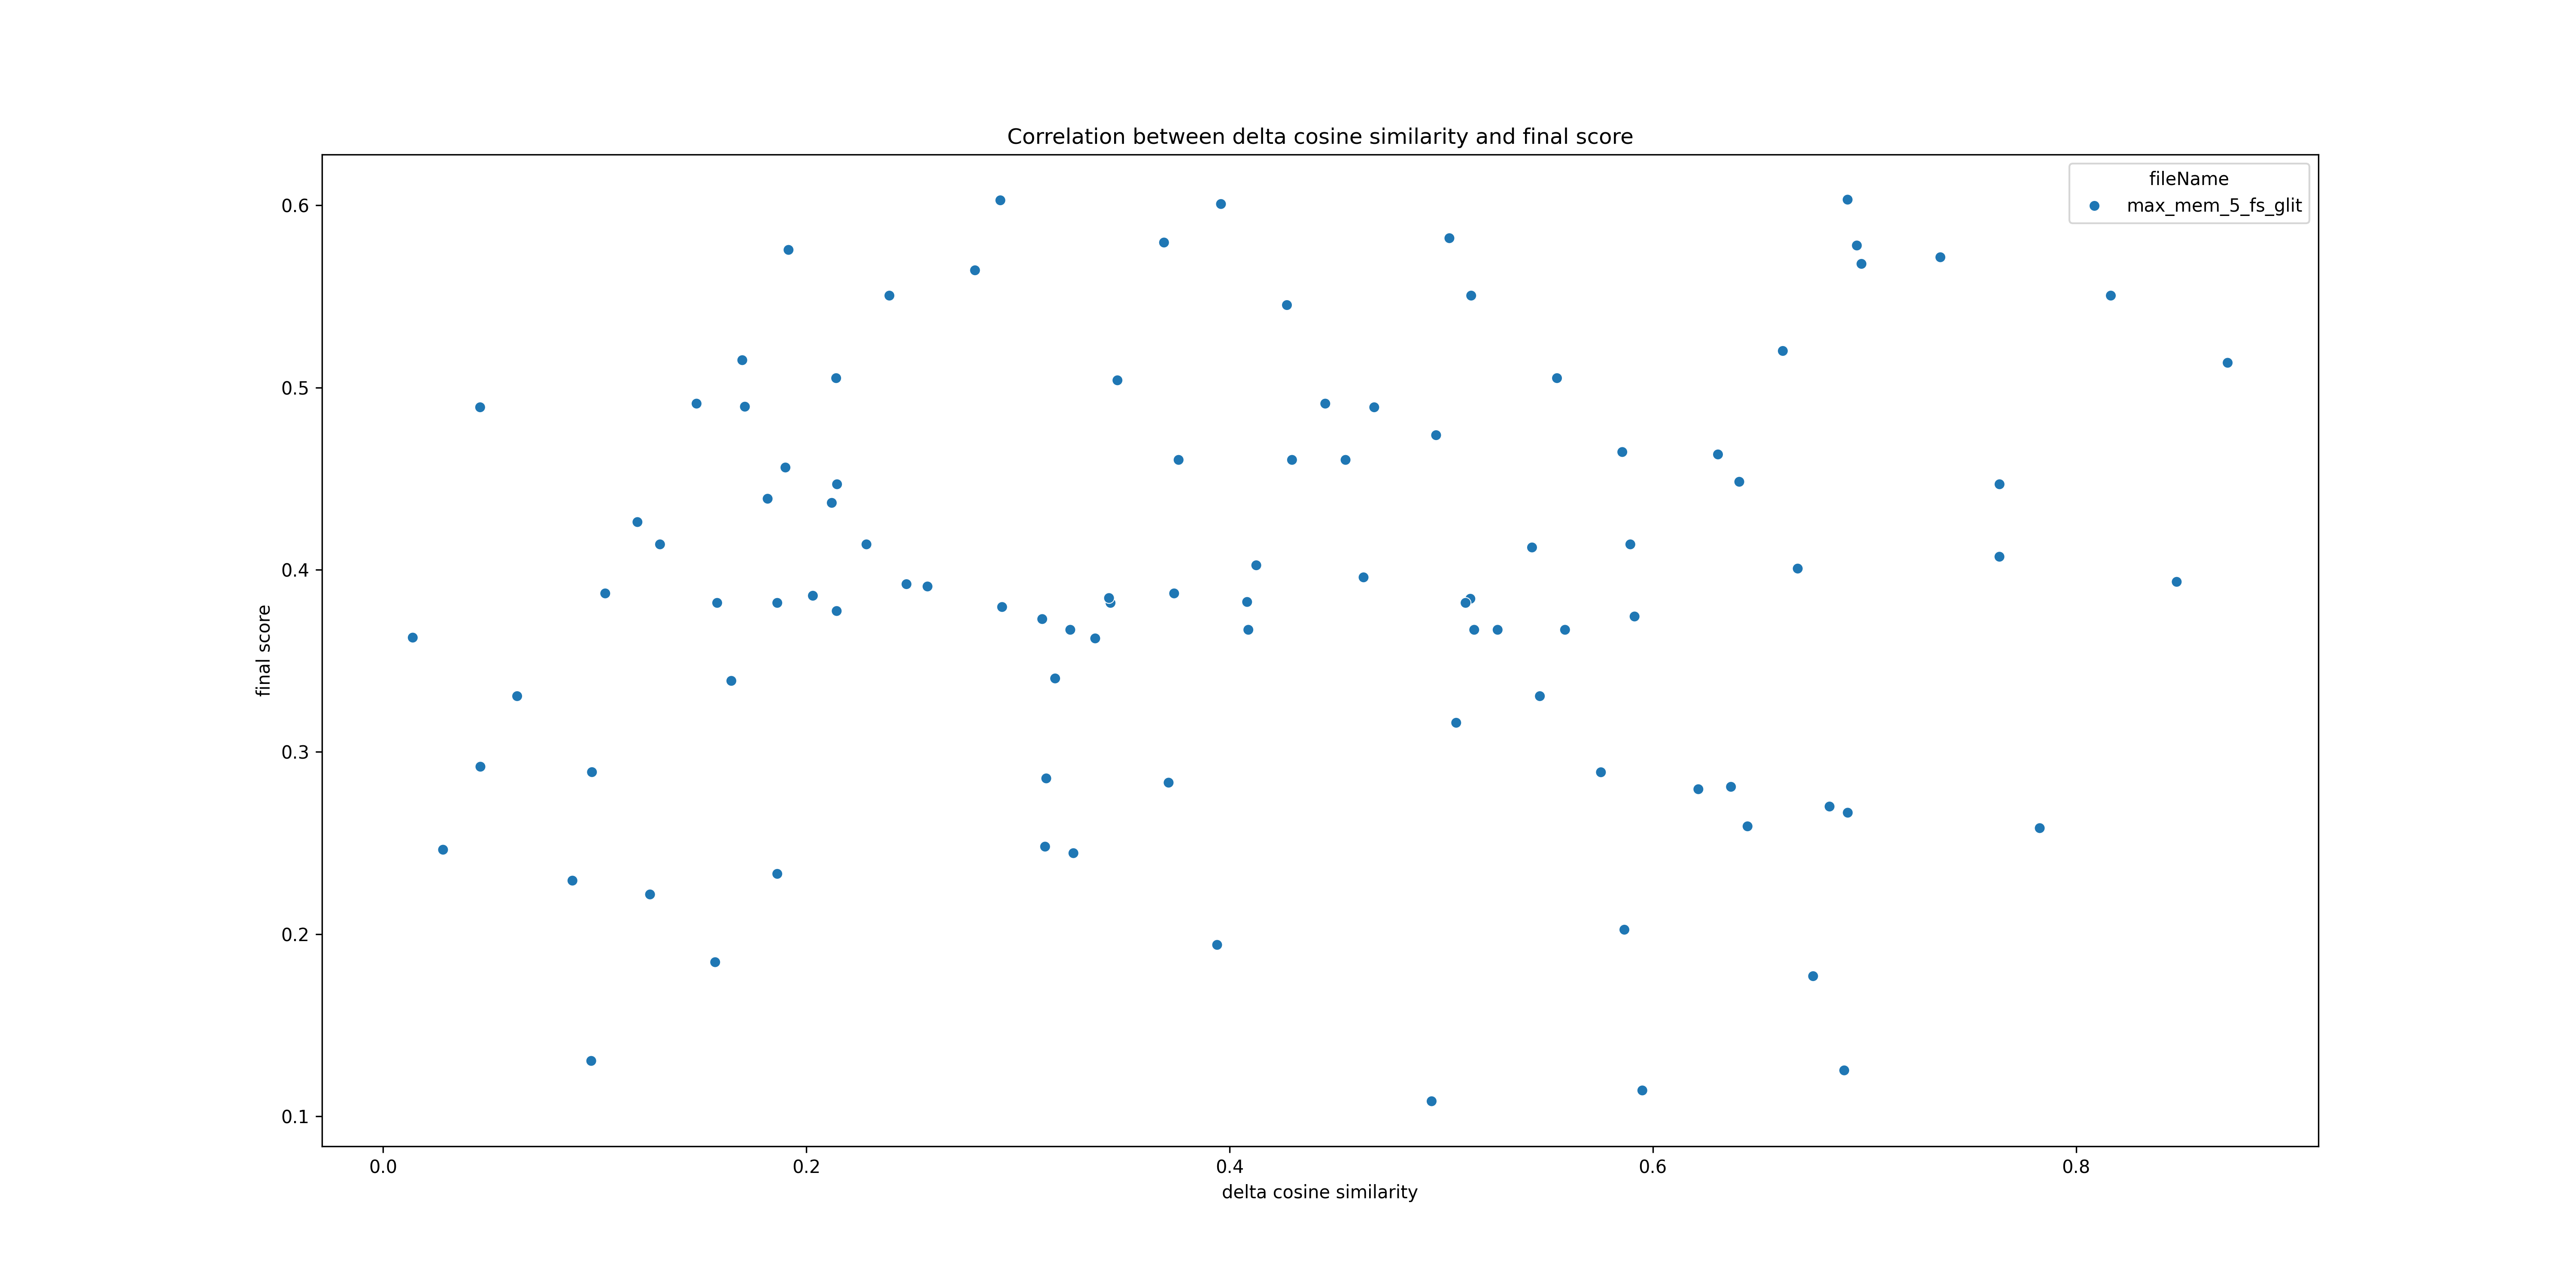 Correlation between delta cosine similarity and final score
fileName
max_mem_5_fs_glit
0.6
0.5
0.4
0.3
0.2
0.1
final score
0.0 0.2 0.4 0.6 0.8
delta cosine similarity